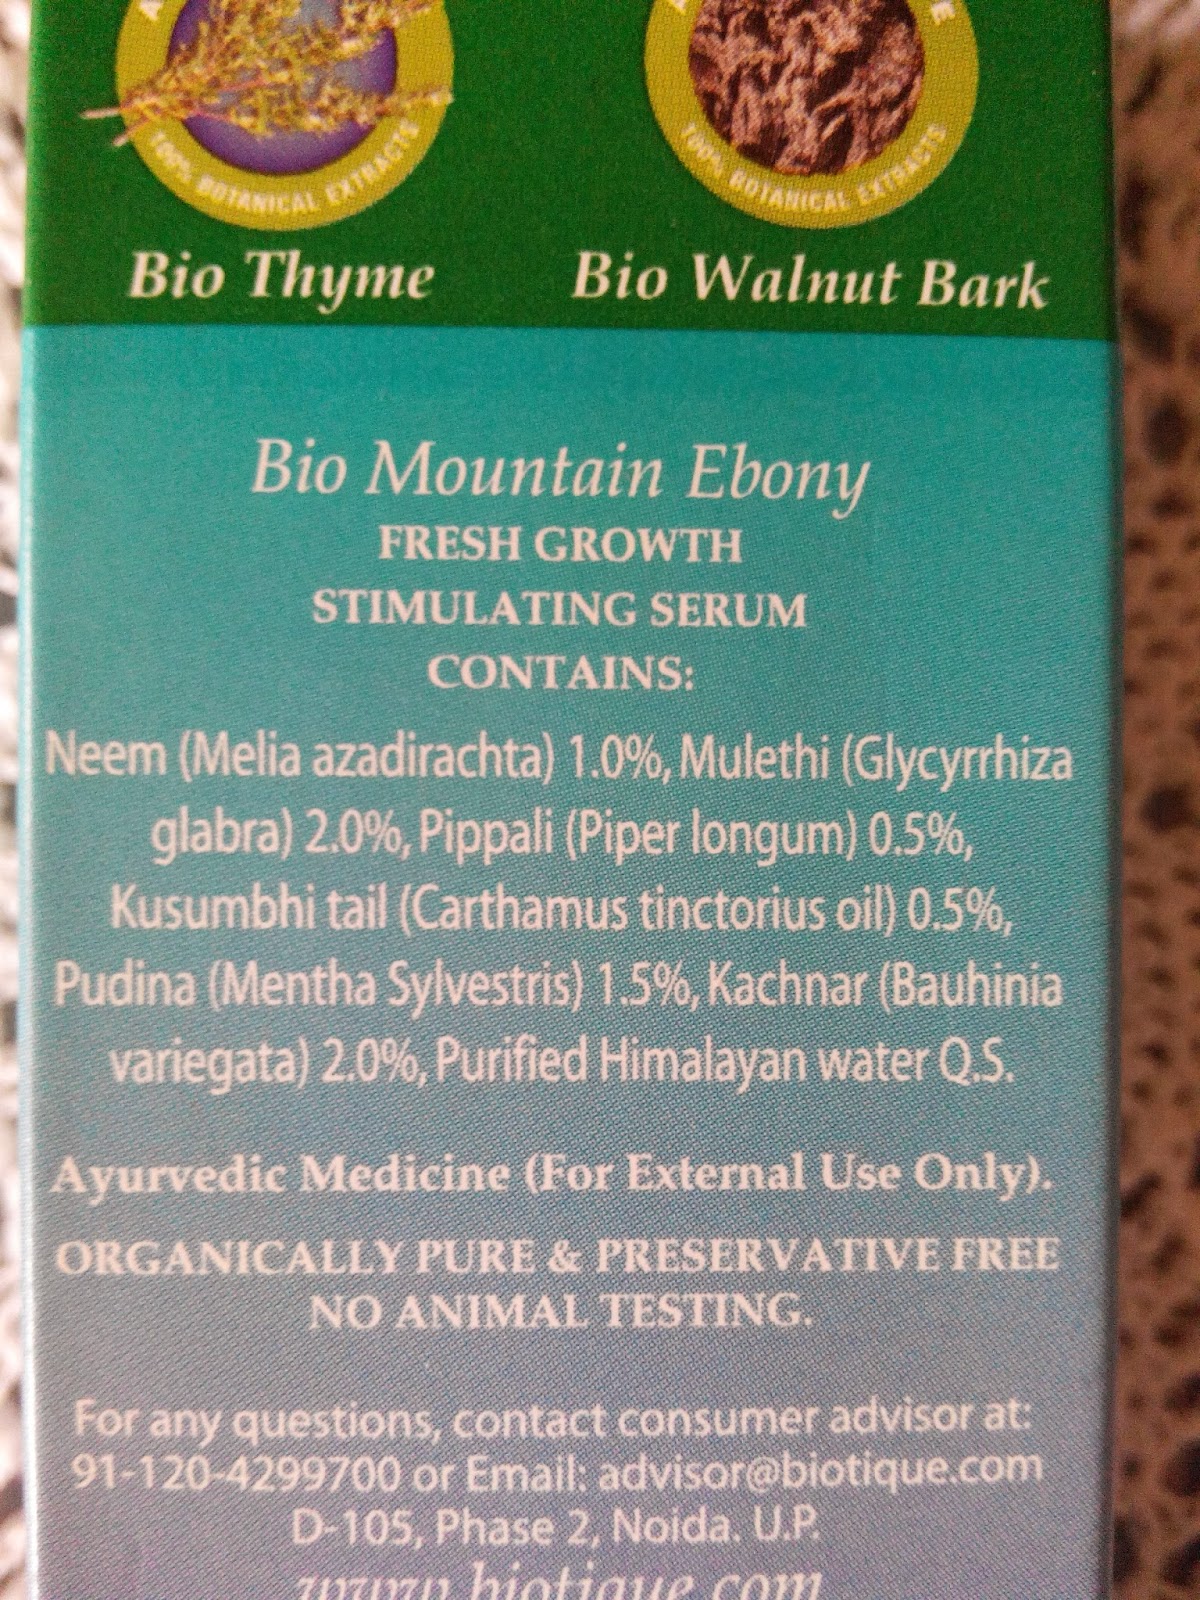 100% BOTANICAL EXTRACTS
100% BOTANICAL EXTRACTS
Bio Thyme
Bio Walnut Bark
Bio Mountain Ebony
FRESH GROWTH
STIMULATING SERUM
CONTAINS:
Neem (Melia azadirachta) 1.0%, Mulethi (Glycyrrhiza
glabra) 2.0%, Pippali (Piper longum) 0.5%,
Kusumbhi tail (Carthamus tinctorius oil) 0.5%,
Pudina (Mentha Sylvestris) 1.5%, Kachnar (Bauhinia
variegata) 2.0%, Purified Himalayan water Q.S.
Ayurvedic Medicine (For External Use Only).
ORGANICALLY PURE & PRESERVATIVE FREE
NO ANIMAL TESTING.
For any questions, contact consumer advisor at:
91-120-4299700 or Email: advisor@biotique.com
D-105, Phase 2, Noida. U.P.
www.biotique.com